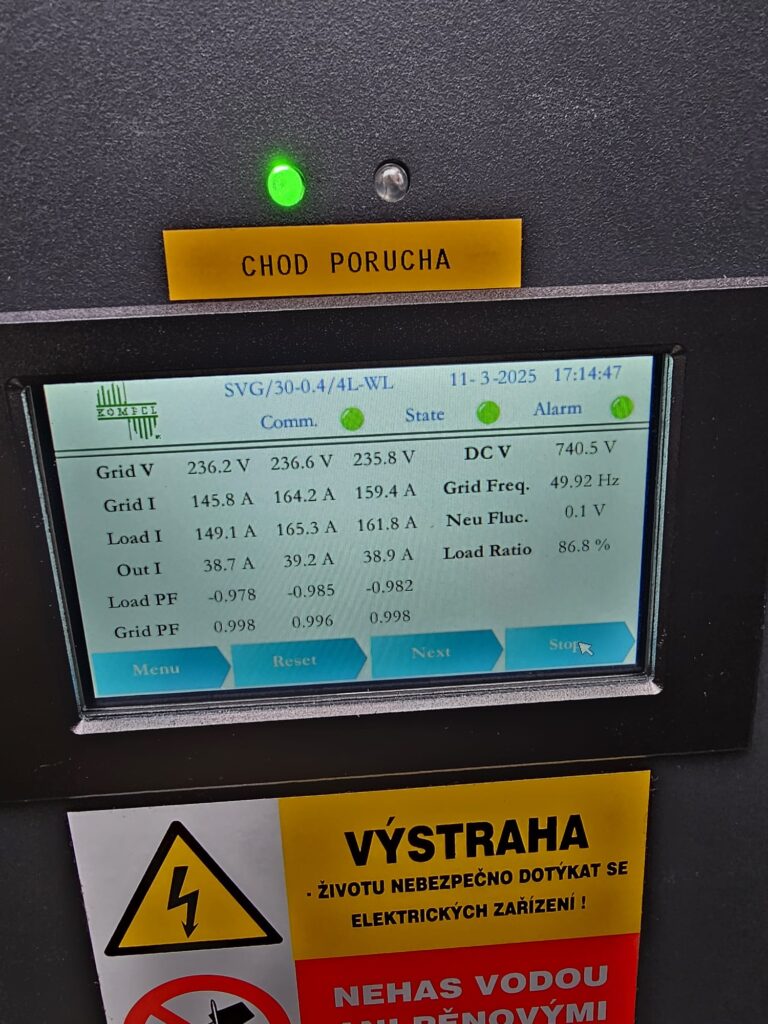 CHOD PORUCHA
KOMPEL
SVG/30-0.4/4L-WL 11- 3-2025 17:14:47
Comm. State Alarm
Grid V 236.2 V 236.6 V 235.8 V DC V 740.5 V
Grid I 145.8 A 164.2 A 159.4 A Grid Freq. 49.92 Hz
Load I 149.1 A 165.3 A 161.8 A Neu Fluc. 0.1 V
Out I 38.7 A 39.2 A 38.9 A Load Ratio 86.8 %
Load PF -0.978 -0.985 -0.982
Grid PF 0.998 0.996 0.998
Menu Reset Next Stop
VÝSTRAHA
- ŽIVOTU NEBEZPEČNO DOTÝKAT SE
ELEKTRICKÝCH ZAŘÍZENÍ !
NEHAS VODOU
ANI PĚNOVÝMI